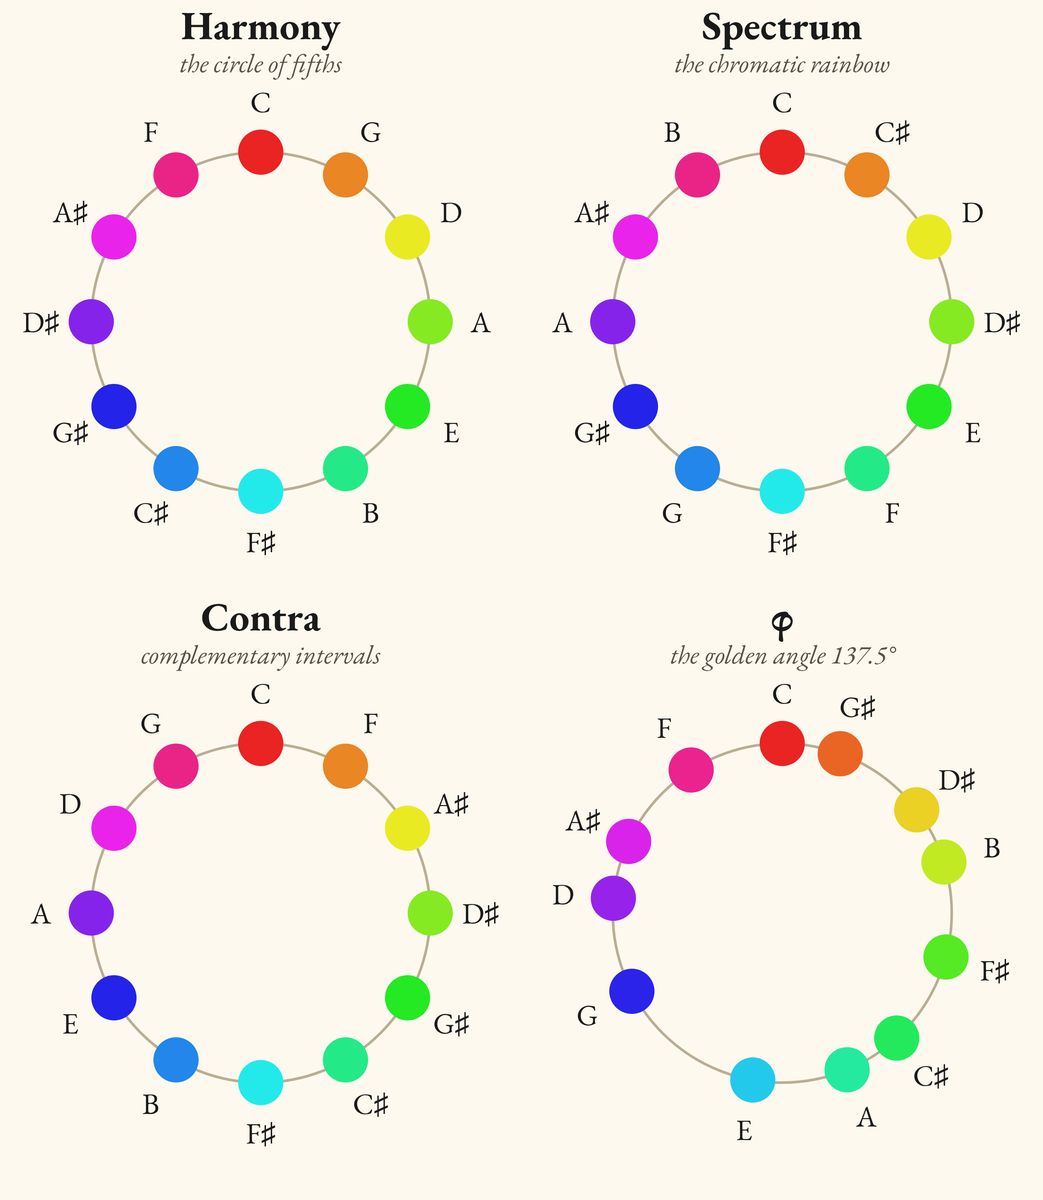 Harmony
the circle of fifths
C
G
D
A
E
B
F♯
C♯
G♯
D♯
A♯
F
Spectrum
the chromatic rainbow
C
C♯
D
D♯
E
F
F♯
G
G♯
A
A♯
B
Contra
complementary intervals
C
F
A♯
D♯
G♯
C♯
F♯
B
E
A
D
G
φ
the golden angle 137.5°
C
G♯
D♯
B
F♯
C♯
A
E
G
D
A♯
F